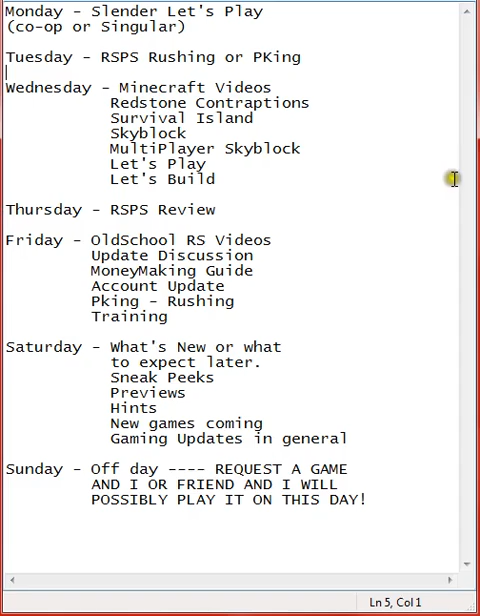 Monday - Slender Let's Play
(co-op or Singular)
Tuesday - RSPS Rushing or PKing
Wednesday - Minecraft Videos
Redstone Contraptions
Survival Island
Skyblock
MultiPlayer Skyblock
Let's Play
Let's Build
Thursday - RSPS Review
Friday - OldSchool RS Videos
Update Discussion
MoneyMaking Guide
Account Update
Pking - Rushing
Training
Saturday - What's New or what
to expect later.
Sneak Peeks
Previews
Hints
New games coming
Gaming Updates in general
Sunday - Off day ---- REQUEST A GAME
AND I OR FRIEND AND I WILL
POSSIBLY PLAY IT ON THIS DAY!
Ln 5, Col 1